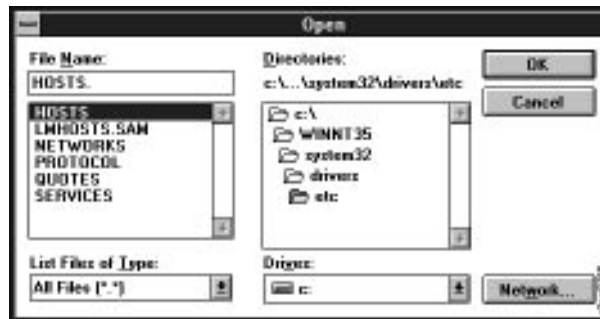 Open
File Name:
HOSTS.
HOSTS
LMHOSTS.SAM
NETWORKS
PROTOCOL
QUOTES
SERVICES
List Files of Type:
All Files (*.*)
Directories:
c:\...\system32\drivers\etc
c:\
WINNT35
system32
drivers
etc
Drives:
c:
OK
Cancel
Network...